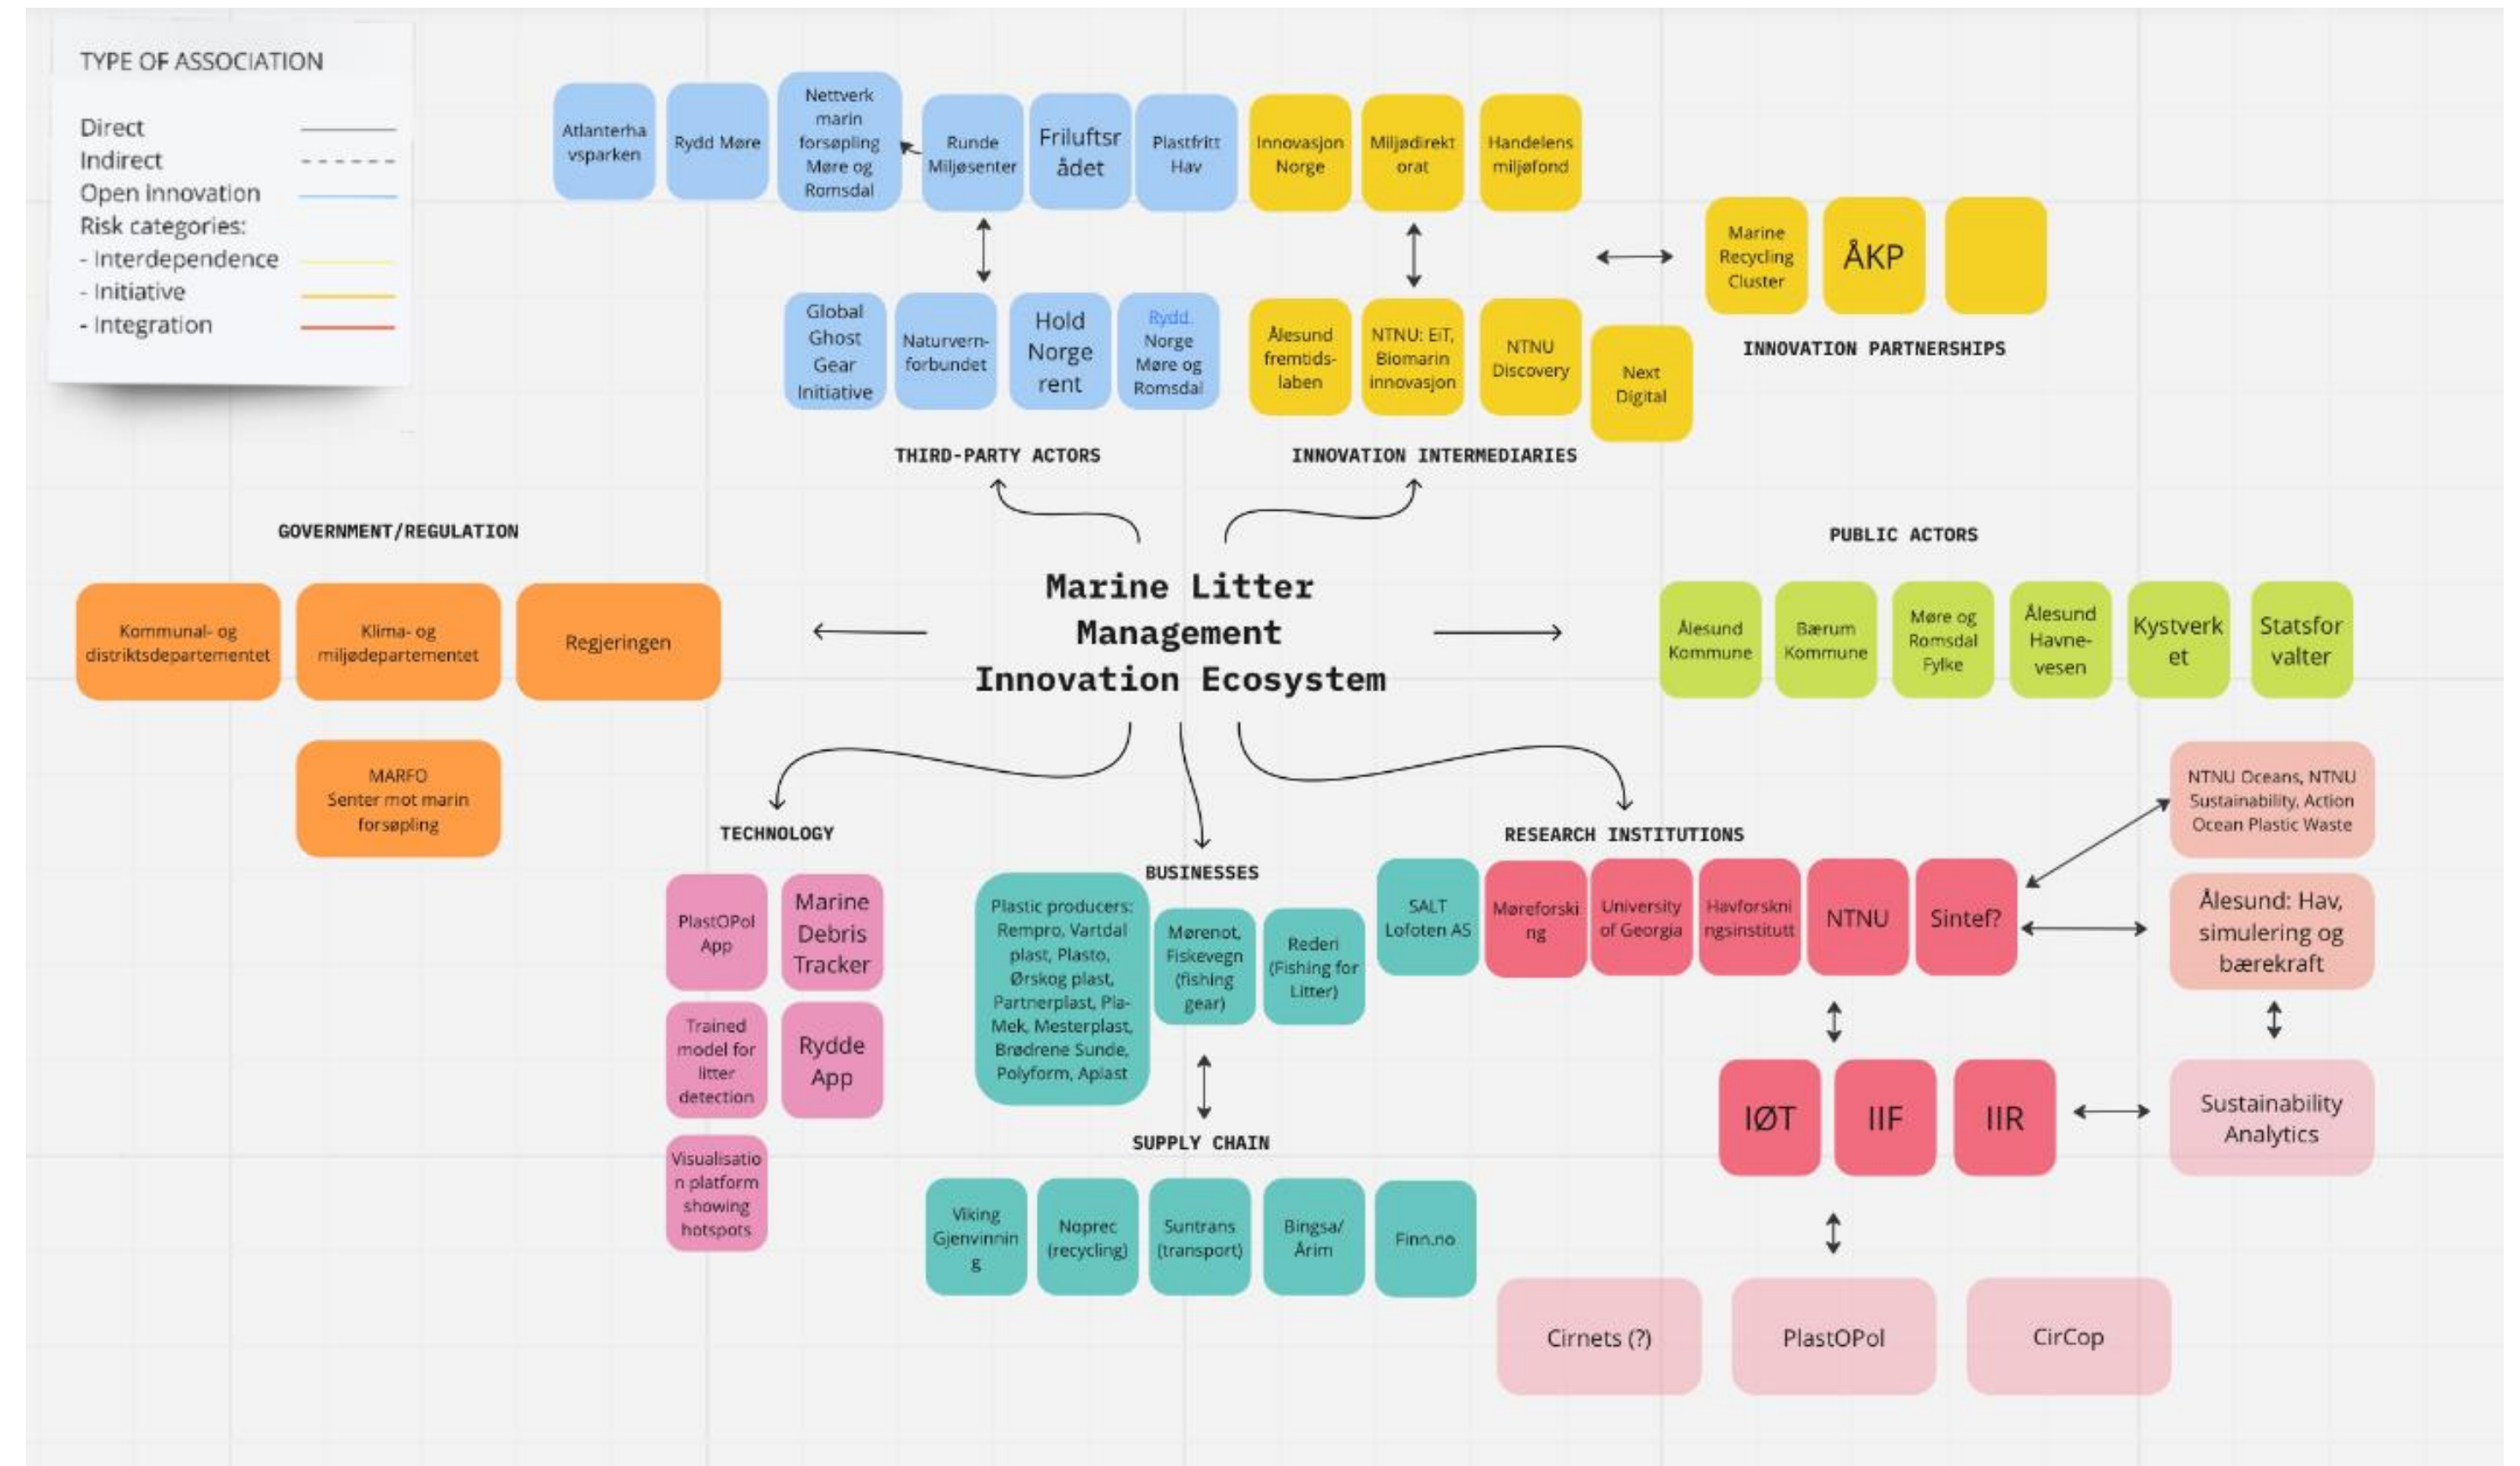 TYPE OF ASSOCIATION
Direct
Indirect
Open innovation
Risk categories:
- Interdependence
- Initiative
- Integration
Atlanterha
vsparken
Rydd Møre
Nettverk
marin
forsøpling
Møre og
Romsdal
Runde
Miljøsenter
Friluftsr
ådet
Plastfritt
Hav
Innovasjon
Norge
Miljødirekt
orat
Handelens
miljøfond
Marine
Recycling
Cluster
ÅKP
INNOVATION PARTNERSHIPS
Global
Ghost
Gear
Initiative
Naturvern-
forbundet
Hold
Norge
rent
Rydd.
Norge
Møre og
Romsdal
Ålesund
fremtids-
laben
NTNU: EiT,
Biomarin
innovasjon
NTNU
Discovery
Next
Digital
THIRD-PARTY ACTORS
INNOVATION INTERMEDIARIES
GOVERNMENT/REGULATION
PUBLIC ACTORS
Kommunal- og
distriktsdepartementet
Klima- og
miljødepartementet
Regjeringen
MARFO
Senter mot marin
forsøpling
Marine Litter
Management
Innovation Ecosystem
Ålesund
Kommune
Bærum
Kommune
Møre og
Romsdal
Fylke
Ålesund
Havne-
vesen
Kystverk
et
Statsfor
valter
TECHNOLOGY
PlastOPol
App
Marine
Debris
Tracker
Trained
model for
litter
detection
Rydde
App
Visualisatio
n platform
showing
hotspots
BUSINESSES
Plastic producers:
Rempro, Vartdal
plast, Plasto,
Ørskog plast,
Partnerplast, Pla-
Mek, Mesterplast,
Brødrene Sunde,
Polyform, Aplast
Mørenot,
Fiskevegn
(fishing
gear)
Rederi
(Fishing for
Litter)
SUPPLY CHAIN
Viking
Gjenvinnin
g
Noprec
(recycling)
Suntrans
(transport)
Bingsa/
Årim
Finn.no
RESEARCH INSTITUTIONS
SALT
Lofoten AS
Møreforski
ng
University
of Georgia
Havforskni
ngsinstitutt
NTNU
Sintef?
NTNU Oceans, NTNU
Sustainability, Action
Ocean Plastic Waste
Ålesund: Hav,
simulering og
bærekraft
IØT
IIF
IIR
Sustainability
Analytics
Cirnets (?)
PlastOPol
CirCop